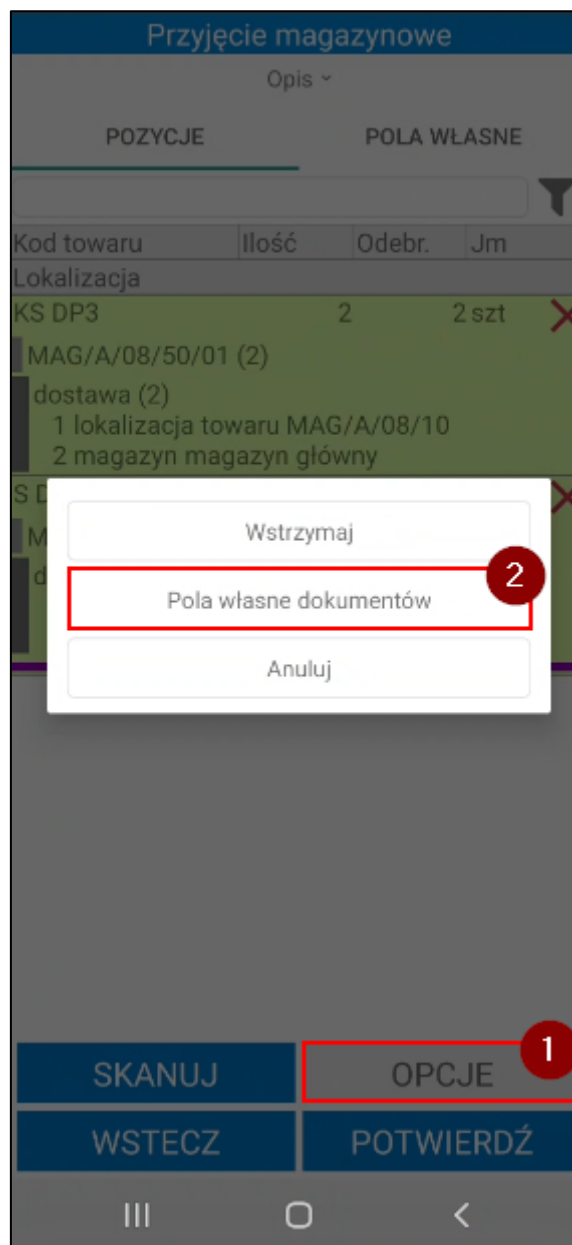 Przyjęcie magazynowe
Opis
POZYCJE POLA WŁASNE
Kod towaru Ilość Odebr. Jm
Lokalizacja
KS DP3 2 2 szt
MAG/A/08/50/01 (2)
dostawa (2)
1 lokalizacja towaru MAG/A/08/10
2 magazyn magazyn główny
S D
M
d
Wstrzymaj
2
Pola własne dokumentów
Anuluj
1
SKANUJ OPCJE
WSTECZ POTWIERDŹ